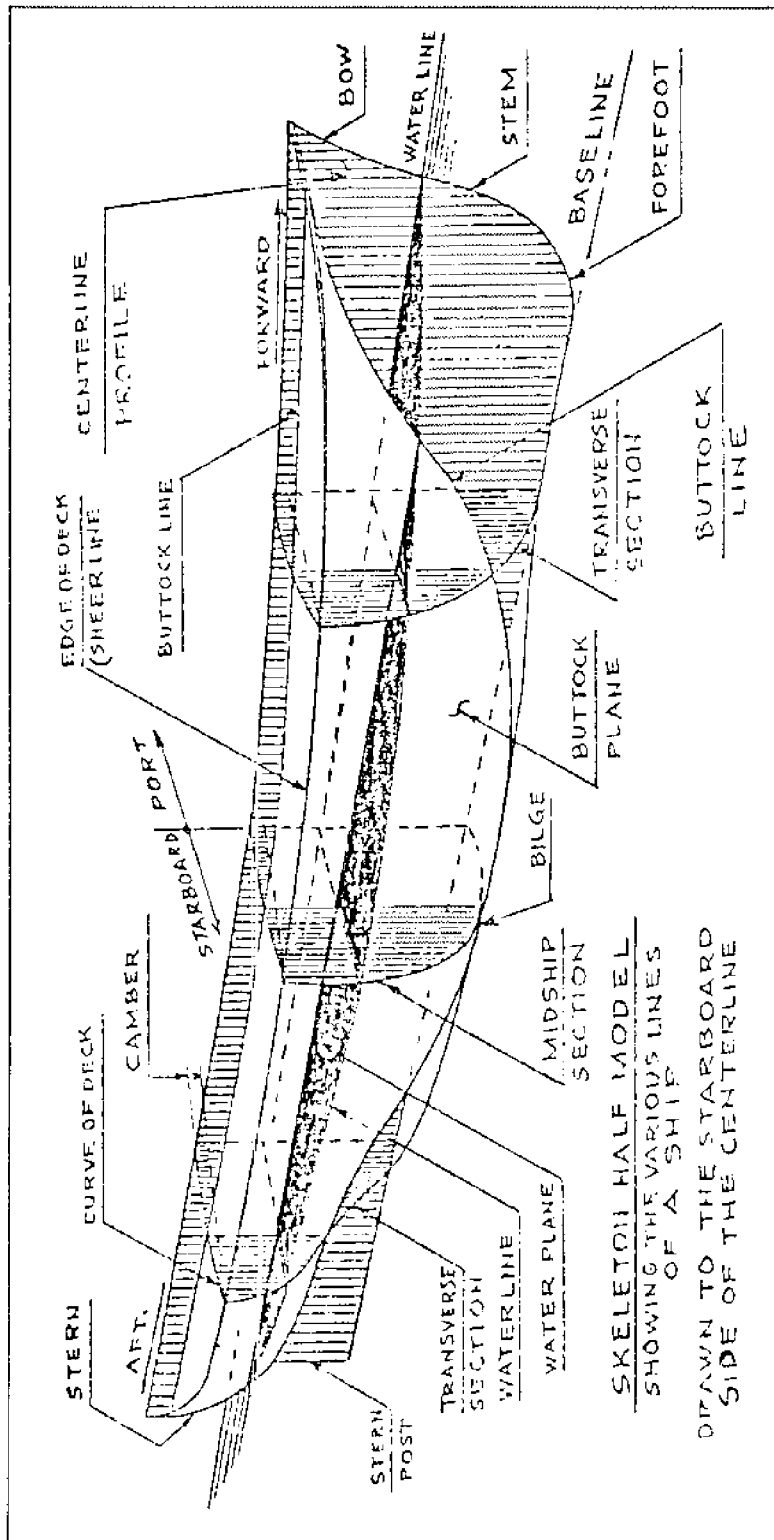 STERN
AFT.
CURVE OF DECK
CAMBER
STARBOARD
PORT
EDGE OF DECK
(SHEERLINE
BUTTOCK LINE
CENTERLINE
PROFILE
FORWARD
BOW
WATER LINE
STEM
BASE LINE
FOREFOOT
BUTTOCK
LINE
TRANSVERSE
SECTION
BUTTOCK
PLANE
BILGE
MIDSHIP
SECTION
WATER PLANE
WATERLINE
TRANSVERSE
SECTION
STERN
POST
SKELETON HALF MODEL
SHOWING THE VARIOUS LINES
OF A SHIP
DRAWN TO THE STARBOARD
SIDE OF THE CENTERLINE